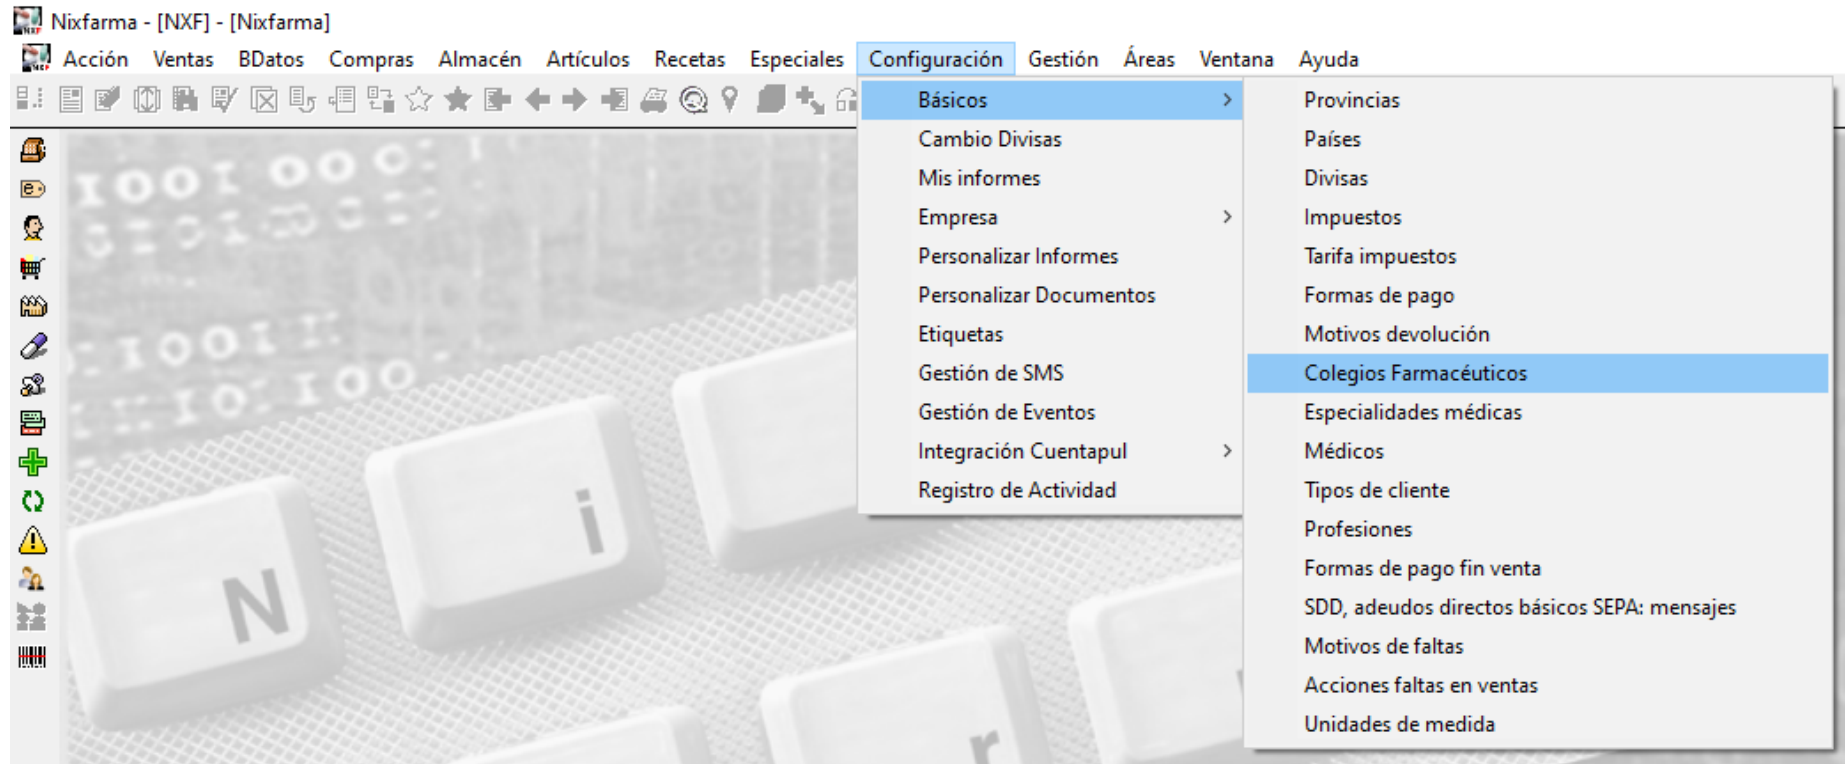 Nixfarma - [NXF] - [Nixfarma]
Acción Ventas BDatos Compras Almacén Artículos Recetas Especiales Configuración Gestión Áreas Ventana Ayuda
Básicos
Cambio Divisas
Mis informes
Empresa
Personalizar Informes
Personalizar Documentos
Etiquetas
Gestión de SMS
Gestión de Eventos
Integración Cuentapul
Registro de Actividad
Provincias
Países
Divisas
Impuestos
Tarifa impuestos
Formas de pago
Motivos devolución
Colegios Farmacéuticos
Especialidades médicas
Médicos
Tipos de cliente
Profesiones
Formas de pago fin venta
SDD, adeudos directos básicos SEPA: mensajes
Motivos de faltas
Acciones faltas en ventas
Unidades de medida
N
i
r